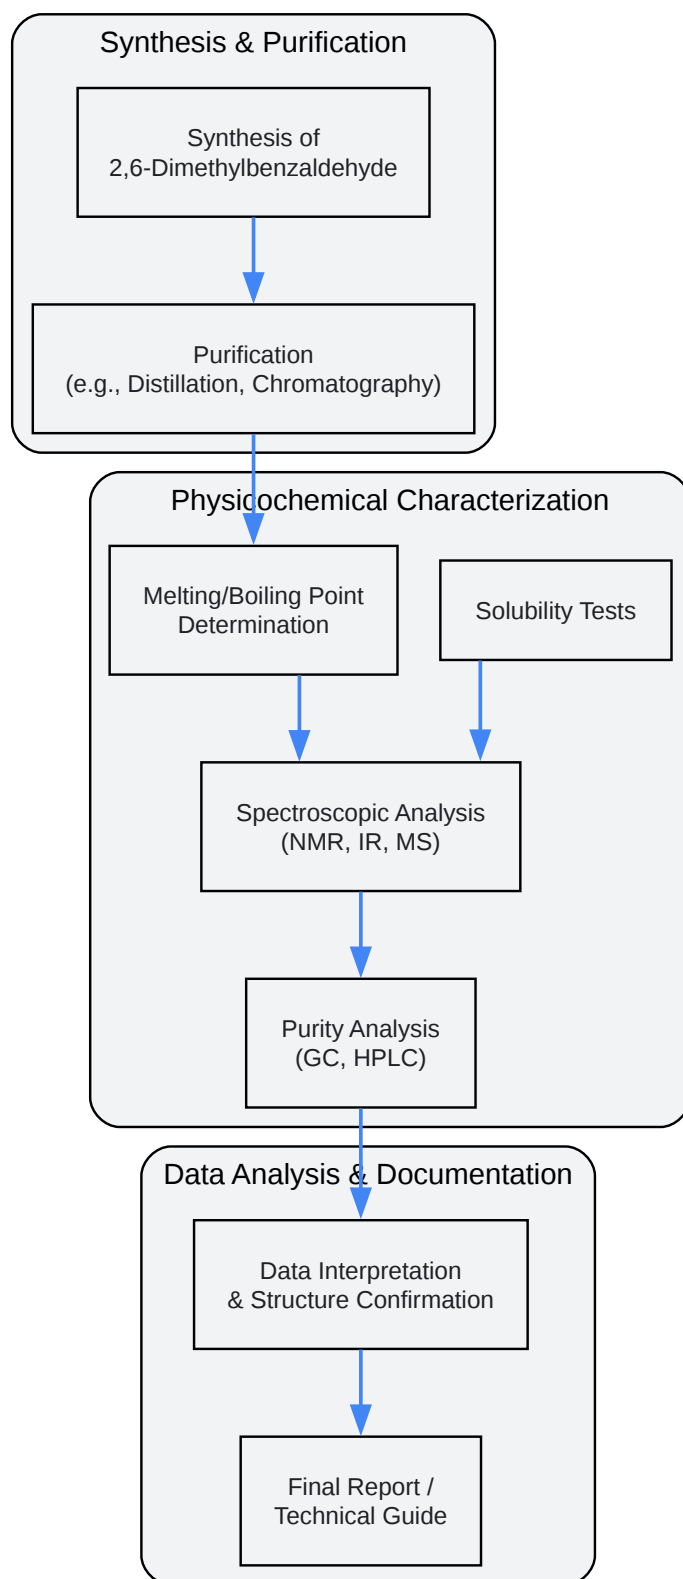 Synthesis & Purification
Synthesis of
2,6-Dimethylbenzaldehyde
Purification
(e.g., Distillation, Chromatography)
Physicochemical Characterization
Melting/Boiling Point
Determination
Solubility Tests
Spectroscopic Analysis
(NMR, IR, MS)
Purity Analysis
(GC, HPLC)
Data Analysis & Documentation
Data Interpretation
& Structure Confirmation
Final Report /
Technical Guide